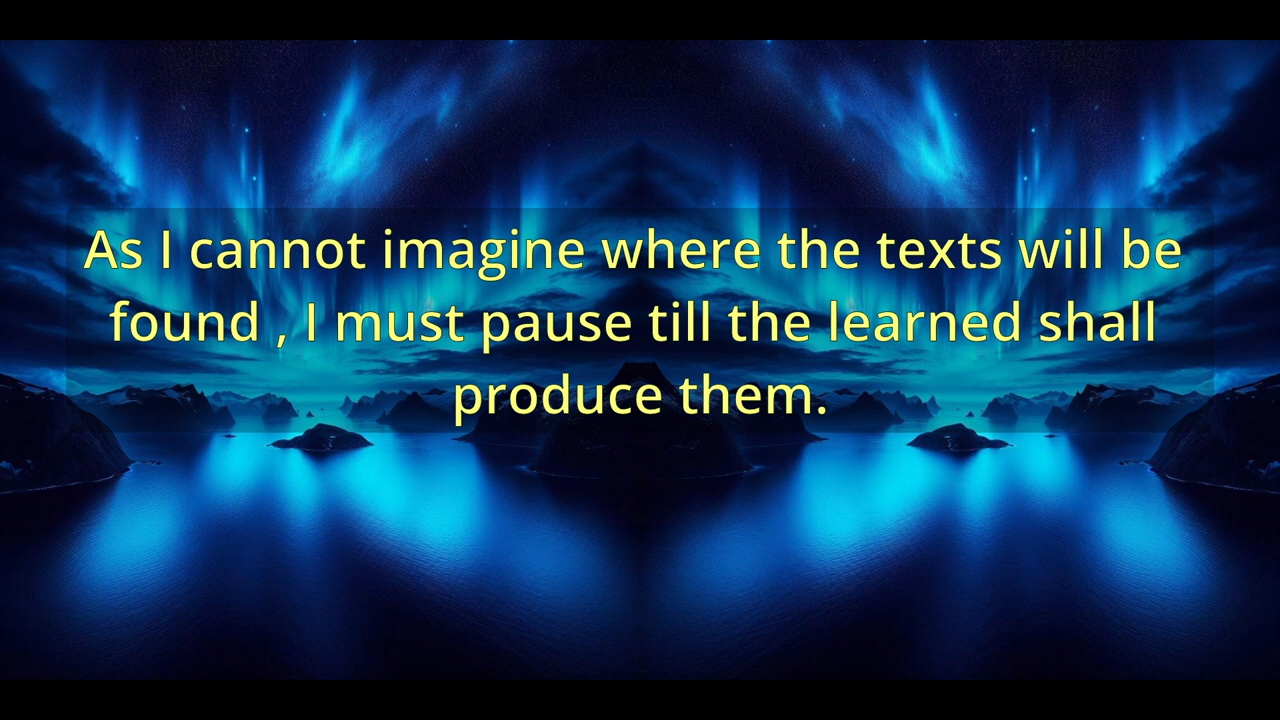 As I cannot imagine where the texts will be
found , I must pause till the learned shall
produce them.